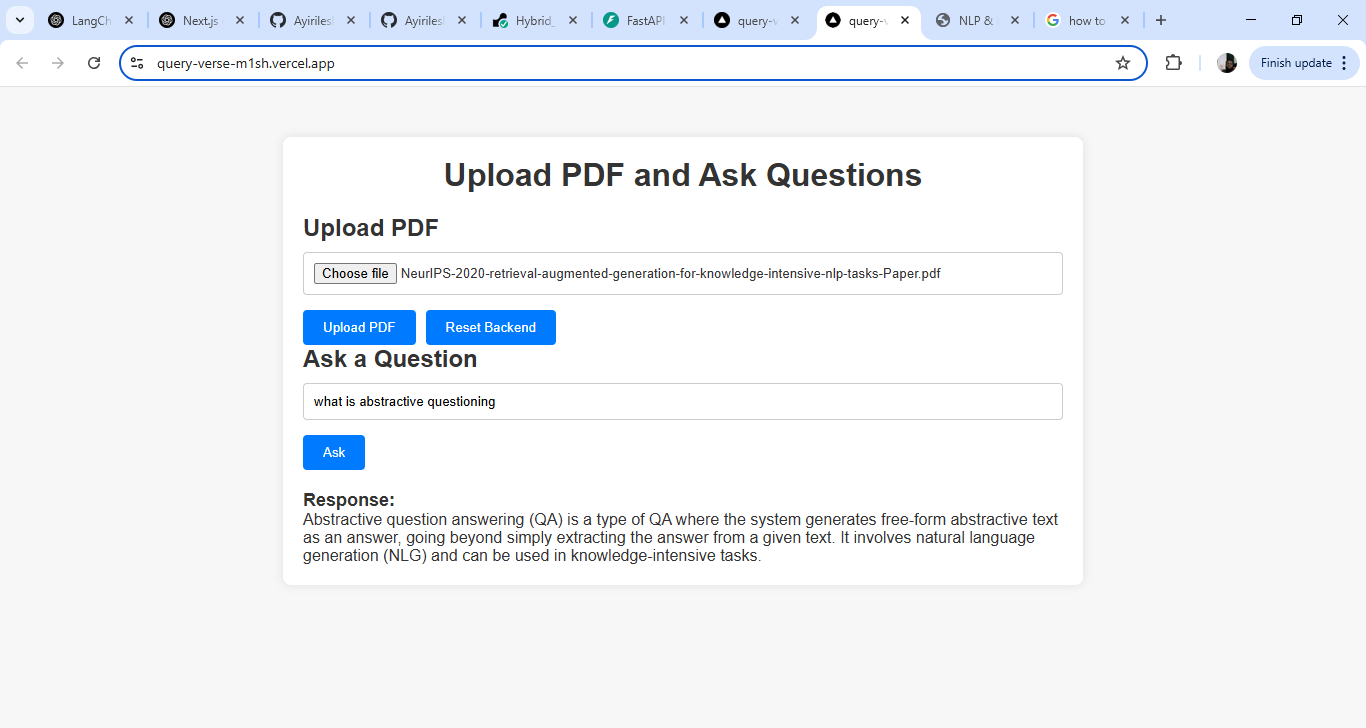 LangCh
Next.js
Ayiriles
Ayiriles
Hybrid_
FastAPI
query-v
query-v
NLP &
how to
query-verse-m1sh.vercel.app
Finish update
Upload PDF and Ask Questions
Upload PDF
Choose file NeurIPS-2020-retrieval-augmented-generation-for-knowledge-intensive-nlp-tasks-Paper.pdf
Upload PDF Reset Backend
Ask a Question
what is abstractive questioning
Ask
Response:
Abstractive question answering (QA) is a type of QA where the system generates free-form abstractive text
as an answer, going beyond simply extracting the answer from a given text. It involves natural language
generation (NLG) and can be used in knowledge-intensive tasks.